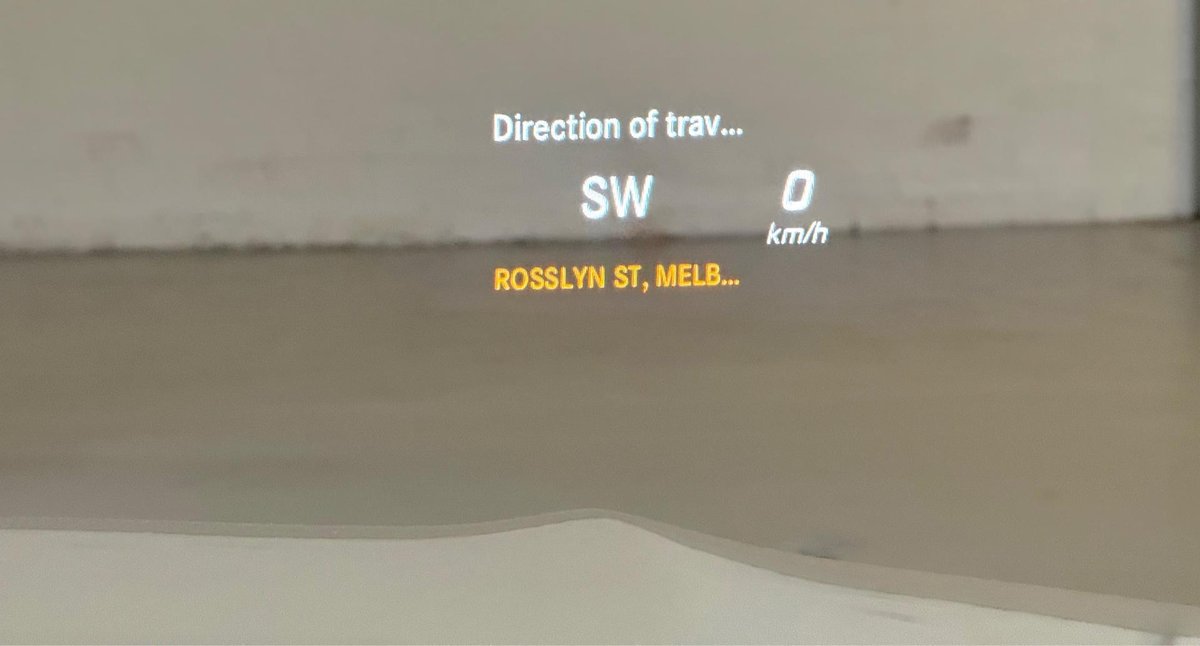 Direction of trav...
SW 0
km/h
ROSSLYN ST, MELB...